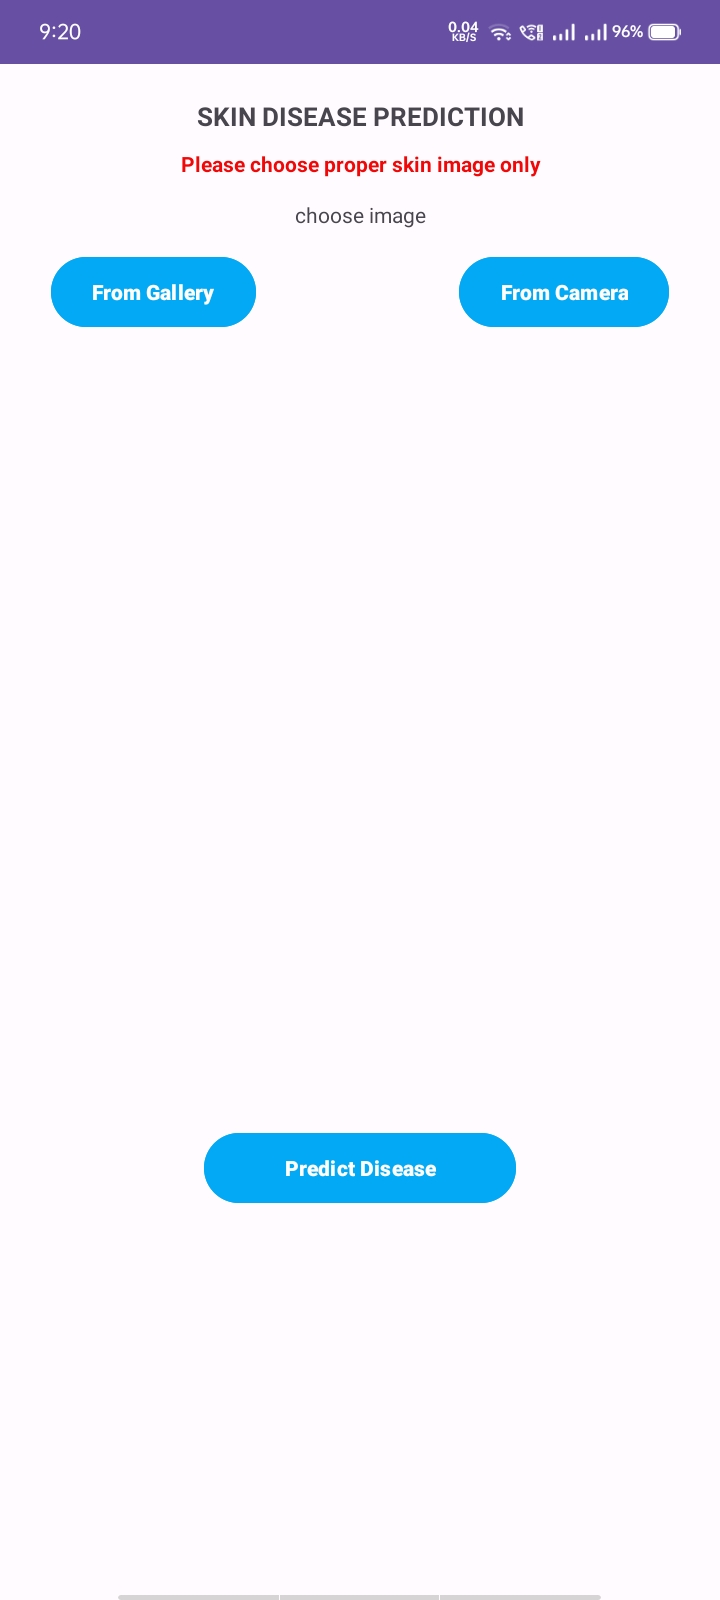 9:20
0.04
KB/S
96%
SKIN DISEASE PREDICTION
Please choose proper skin image only
choose image
From Gallery
From Camera
Predict Disease